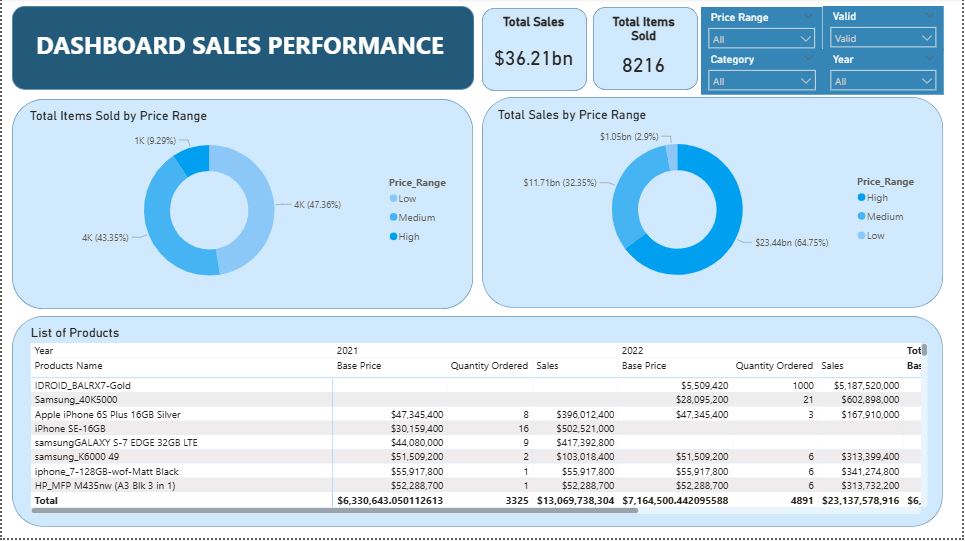 DASHBOARD SALES PERFORMANCE
Total Sales
$36.21bn
Total Items
Sold
8216
Price Range
All
Valid
Valid
Category
All
Year
All
Total Items Sold by Price Range
1K (9.29%)
4K (47.36%)
4K (43.35%)
Price_Range
Low
Medium
High
Total Sales by Price Range
$1.05bn (2.9%)
$11.71bn (32.35%)
$23.44bn (64.75%)
Price_Range
High
Medium
Low
List of Products
Year 2021 2022 Tot
Products Name Base Price Quantity Ordered Sales Base Price Quantity Ordered Sales Bas
IDROID_BALRX7-Gold $5,509,420 1000 $5,187,520,000
Samsung_40K5000 $28,095,200 21 $602,898,000
Apple iPhone 6S Plus 16GB Silver $47,345,400 8 $396,012,400 $47,345,400 3 $167,910,000
iPhone SE-16GB $30,159,400 16 $502,521,000
samsungGALAXY S-7 EDGE 32GB LTE $44,080,000 9 $417,392,800
samsung_K6000 49 $51,509,200 2 $103,018,400 $51,509,200 6 $313,399,400
iphone_7-128GB-wof-Matt Black $55,917,800 1 $55,917,800 $55,917,800 6 $341,274,800
HP_MFP M435nw (A3 Blk 3 in 1) $52,288,700 1 $52,288,700 $52,288,700 6 $313,732,200
Total $6,330,643.050112613 3325 $13,069,738,304 $7,164,500.442095588 4891 $23,137,578,916 $6,